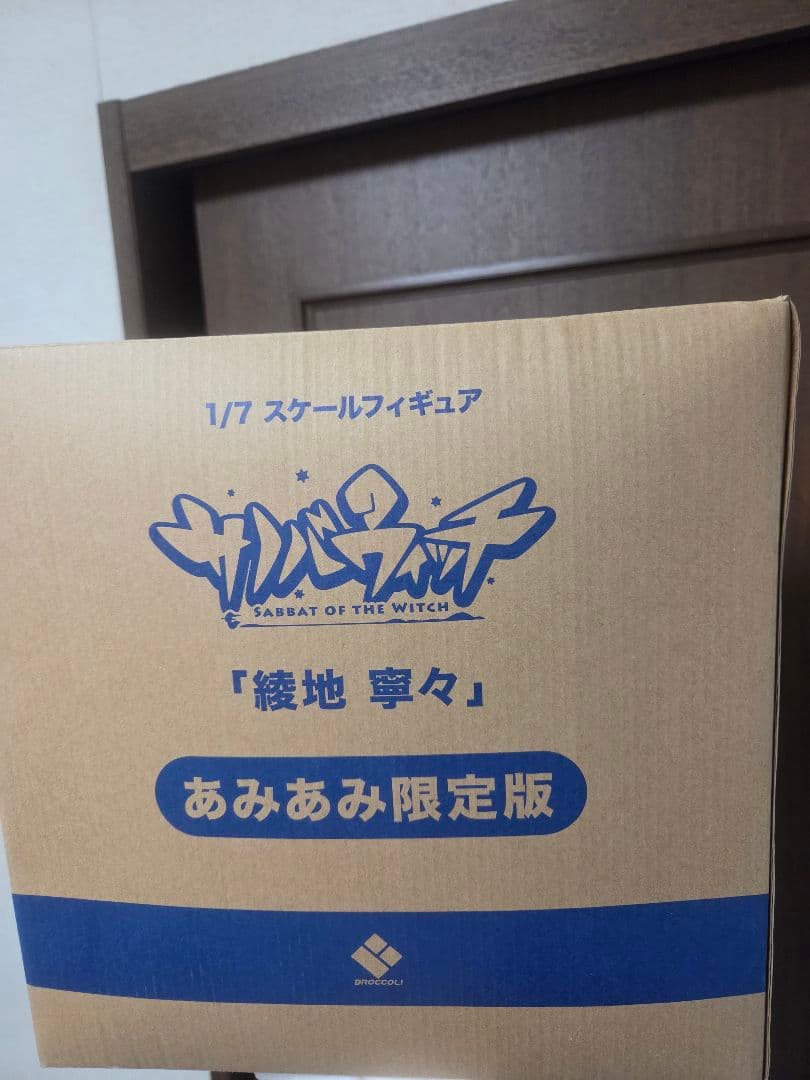 1/7 スケールフィギュア
サノバウィッチ
SABBAT OF THE WITCH
「綾地 寧々」
あみあみ限定版
BROCCOLI